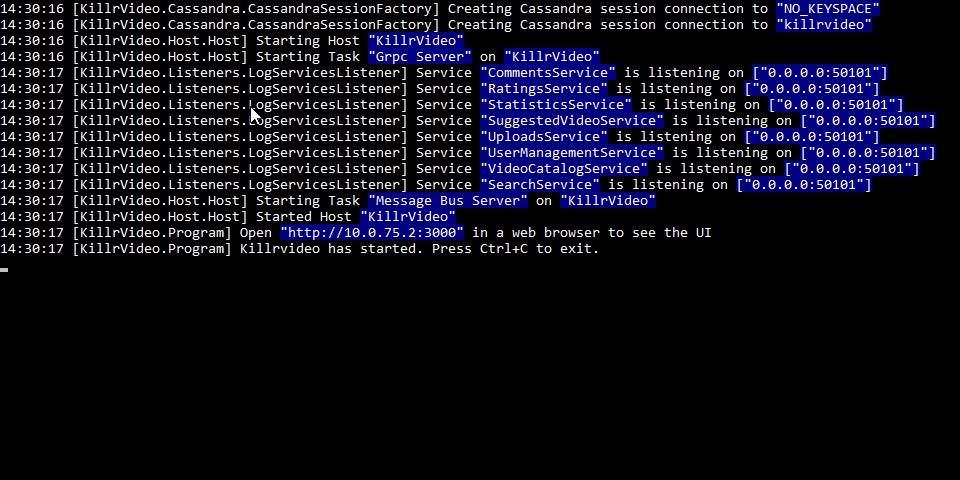 14:30:16 [KillrVideo.Cassandra.CassandraSessionFactory] Creating Cassandra session connection to "NO_KEYSPACE"
14:30:16 [KillrVideo.Cassandra.CassandraSessionFactory] Creating Cassandra session connection to "killrvideo"
14:30:16 [KillrVideo.Host.Host] Starting Host "KillrVideo"
14:30:16 [KillrVideo.Host.Host] Starting Task "Grpc Server" on "KillrVideo"
14:30:17 [KillrVideo.Listeners.LogServicesListener] Service "CommentsService" is listening on ["0.0.0.0:50101"]
14:30:17 [KillrVideo.Listeners.LogServicesListener] Service "RatingsService" is listening on ["0.0.0.0:50101"]
14:30:17 [KillrVideo.Listeners.LogServicesListener] Service "StatisticsService" is listening on ["0.0.0.0:50101"]
14:30:17 [KillrVideo.Listeners.LogServicesListener] Service "SuggestedVideoService" is listening on ["0.0.0.0:50101"]
14:30:17 [KillrVideo.Listeners.LogServicesListener] Service "UploadsService" is listening on ["0.0.0.0:50101"]
14:30:17 [KillrVideo.Listeners.LogServicesListener] Service "UserManagementService" is listening on ["0.0.0.0:50101"]
14:30:17 [KillrVideo.Listeners.LogServicesListener] Service "VideoCatalogService" is listening on ["0.0.0.0:50101"]
14:30:17 [KillrVideo.Listeners.LogServicesListener] Service "SearchService" is listening on ["0.0.0.0:50101"]
14:30:17 [KillrVideo.Host.Host] Starting Task "Message Bus Server" on "KillrVideo"
14:30:17 [KillrVideo.Host.Host] Started Host "KillrVideo"
14:30:17 [KillrVideo.Program] Open "http://10.0.75.2:3000" in a web browser to see the UI
14:30:17 [KillrVideo.Program] Killrvideo has started. Press Ctrl+C to exit.